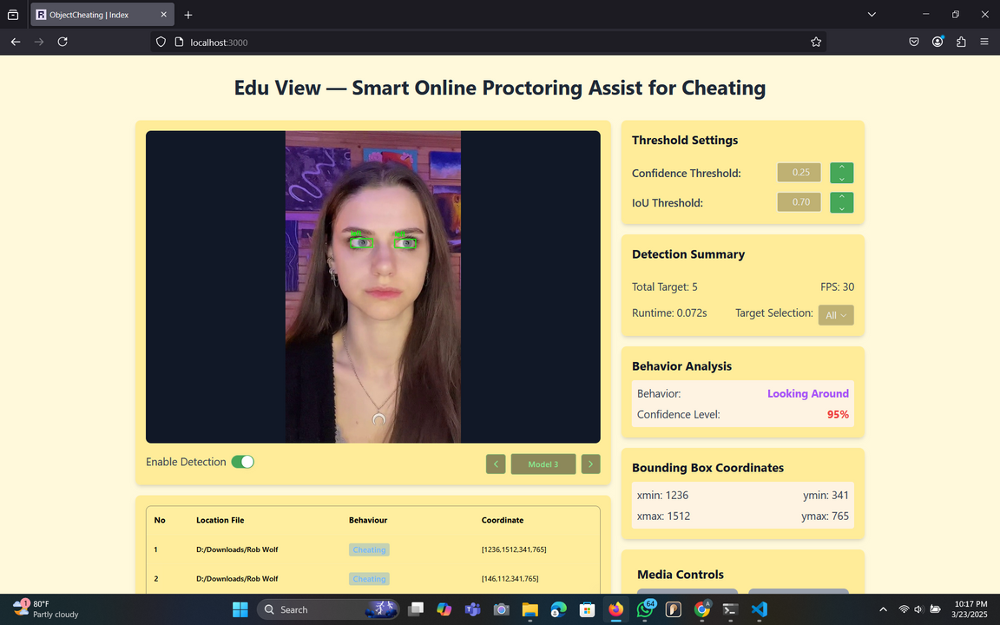 ObjectCheating | Index
localhost:3000
Edu View — Smart Online Proctoring Assist for Cheating
Enable Detection
Model 3
No Location File Behaviour Coordinate
1 D:/Downloads/Rob Wolf Cheating [1236,1512,341,765]
2 D:/Downloads/Rob Wolf Cheating [146,112,341,765]
Threshold Settings
Confidence Threshold: 0.25
IoU Threshold: 0.70
Detection Summary
Total Target: 5 FPS: 30
Runtime: 0.072s Target Selection: All
Behavior Analysis
Behavior: Looking Around
Confidence Level: 95%
Bounding Box Coordinates
xmin: 1236 ymin: 341
xmax: 1512 ymax: 765
Media Controls
1
80°F
Partly cloudy
Search
64
A
10:17 PM
3/23/2025